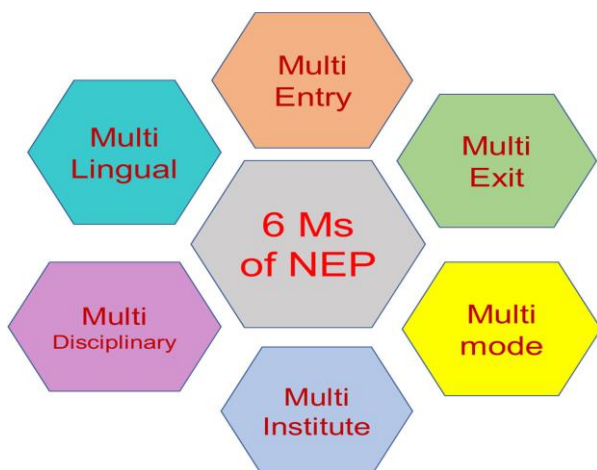 Multi
Entry
Multi
Lingual
Multi
Exit
6 Ms
of NEP
Multi
Disciplinary
Multi
mode
Multi
Institute